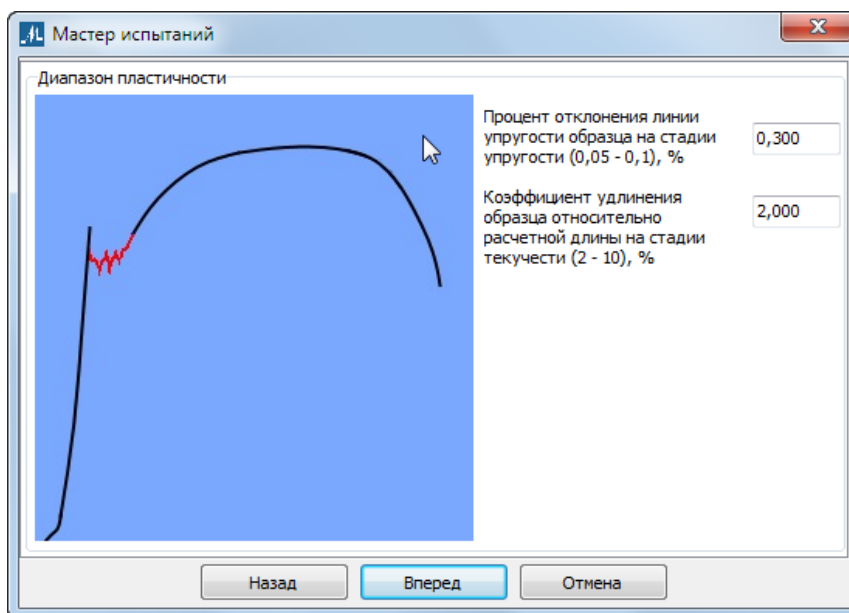 Мастер испытаний
Диапазон пластичности
Процент отклонения линии
упругости образца на стадии
упругости (0,05 - 0,1), %
0,300
Коэффициент удлинения
образца относительно
расчетной длины на стадии
текучести (2 - 10), %
2,000
Назад
Вперед
Отмена